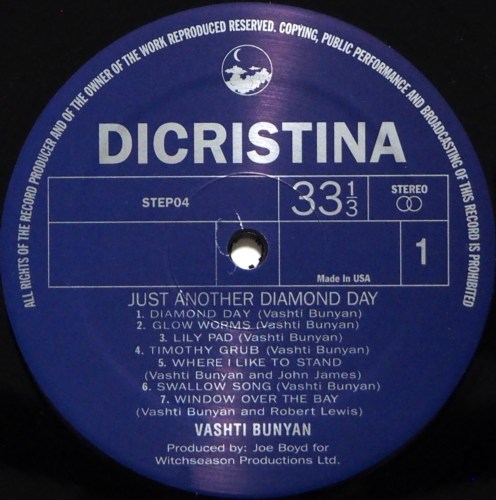 ALL RIGHTS OF THE RECORD PRODUCER AND OF THE OWNER OF THE WORK REPRODUCED RESERVED. COPYING, PUBLIC PERFORMANCE AND BROADCASTING OF THIS RECORD IS PROHIBITED
DICRISTINA
STEP04
33 1/3
STEREO
1
Made In USA
JUST ANOTHER DIAMOND DAY
1. DIAMOND DAY (Vashti Bunyan)
2. GLOW WORMS (Vashti Bunyan)
3. LILY PAD (Vashti Bunyan)
4. TIMOTHY GRUB (Vashti Bunyan)
5. WHERE I LIKE TO STAND
(Vashti Bunyan and John James)
6. SWALLOW SONG (Vashti Bunyan)
7. WINDOW OVER THE BAY
(Vashti Bunyan and Robert Lewis)
VASHTI BUNYAN
Produced by: Joe Boyd for
Witchseason Productions Ltd.